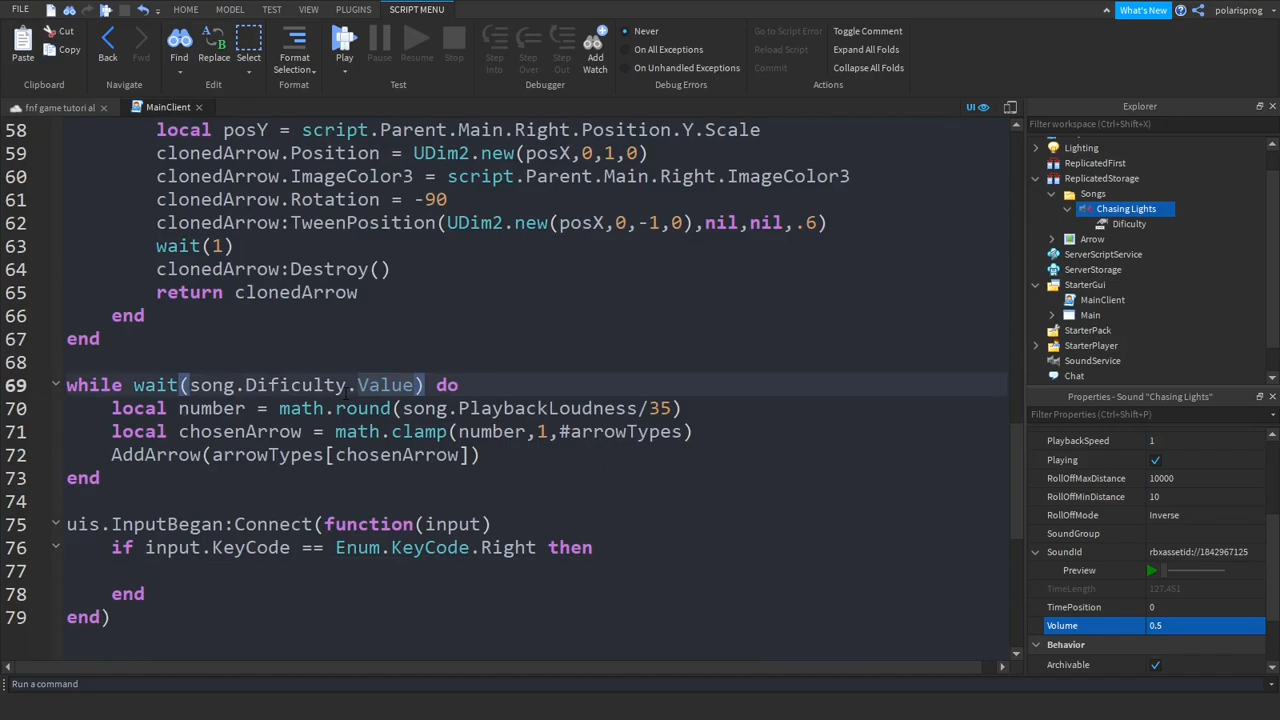 FILE HOME MODEL TEST VIEW PLUGINS SCRIPT MENU What's New polarisprog
Paste Cut Copy Back Fwd Find Replace Select Format Selection Play Pause Resume Stop Step Into Step Over Step Out Add Watch
Never Go to Script Error Toggle Comment
On All Exceptions Reload Script Expand All Folds
On Unhandled Exceptions Commit Collapse All Folds
Clipboard Navigate Edit Format Test Debugger Debug Errors Actions
fnf game tutorial MainClient UI Explorer
Filter workspace (Ctrl+Shift+X)
58 local posY = script.Parent.Main.Right.Position.Y.Scale
59 clonedArrow.Position = UDim2.new(posX,0,1,0)
60 clonedArrow.ImageColor3 = script.Parent.Main.Right.ImageColor3
61 clonedArrow.Rotation = -90
62 clonedArrow:TweenPosition(UDim2.new(posX,0,-1,0),nil,nil,.6)
63 wait(1)
64 clonedArrow:Destroy()
65 return clonedArrow
66 end
67 end
68
69 while wait(song.Dificulty.Value) do
70 local number = math.round(song.PlaybackLoudness/35)
71 local chosenArrow = math.clamp(number,1,#arrowTypes)
72 AddArrow(arrowTypes[chosenArrow])
73 end
74
75 uis.InputBegan:Connect(function(input)
76 if input.KeyCode == Enum.KeyCode.Right then
77
78 end
79 end)
Lighting
ReplicatedFirst
ReplicatedStorage
Songs
Chasing Lights
Dificulty
Arrow
ServerScriptService
ServerStorage
StarterGui
MainClient
Main
StarterPack
StarterPlayer
SoundService
Chat
Properties - Sound "Chasing Lights"
Filter Properties (Ctrl+Shift+P)
PlaybackSpeed 1
Playing
RollOffMaxDistance 10000
RollOffMinDistance 10
RollOffMode Inverse
SoundGroup
SoundId rbxassetid://1842967125
Preview
TimeLength 127.451
TimePosition 0
Volume 0.5
Behavior
Archivable
Run a command